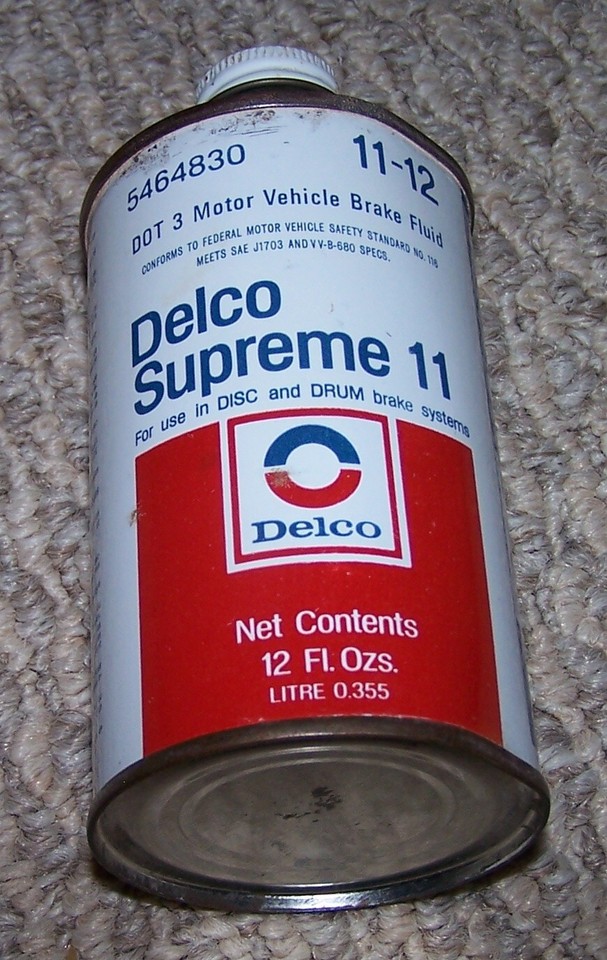 5464830 11-12
DOT 3 Motor Vehicle Brake Fluid
CONFORMS TO FEDERAL MOTOR VEHICLE SAFETY STANDARD NO. 116
MEETS SAE J1703 AND VV-B-680 SPECS.
Delco
Supreme 11
For use in DISC and DRUM brake systems
Delco
Net Contents
12 Fl. Ozs.
LITRE 0.355